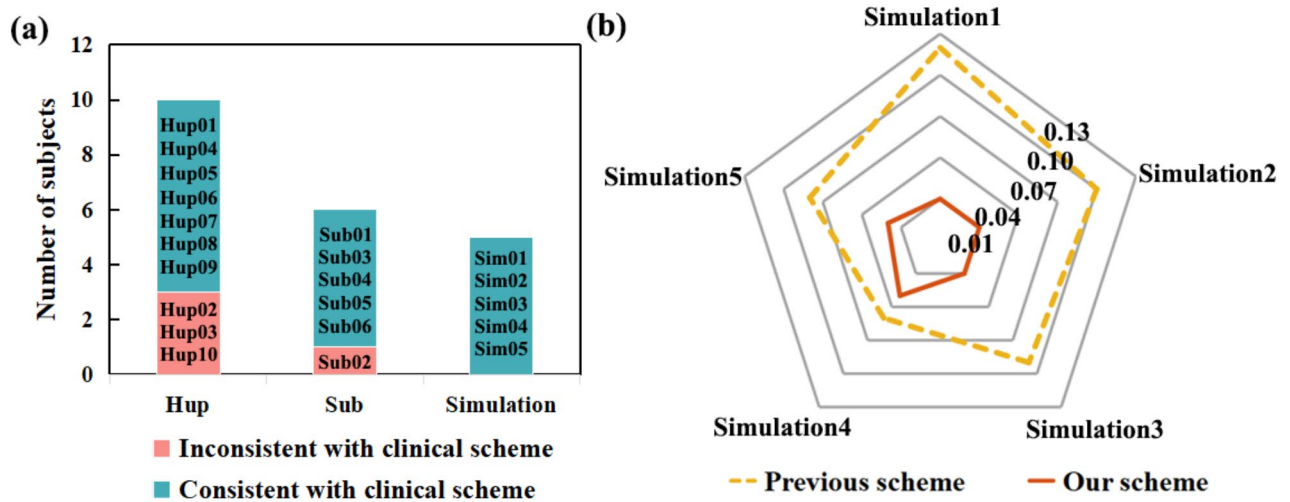 (a)
Number of subjects
12
10
8
6
4
2
0
Hup01
Hup04
Hup05
Hup06
Hup07
Hup08
Hup09
Hup02
Hup03
Hup10
Sub01
Sub03
Sub04
Sub05
Sub06
Sub02
Sim01
Sim02
Sim03
Sim04
Sim05
Hup
Sub
Simulation
Inconsistent with clinical scheme
Consistent with clinical scheme
(b)
Simulation1
0.13
0.10
0.07
0.04
0.01
Simulation5
Simulation2
Simulation4
Simulation3
Previous scheme
Our scheme